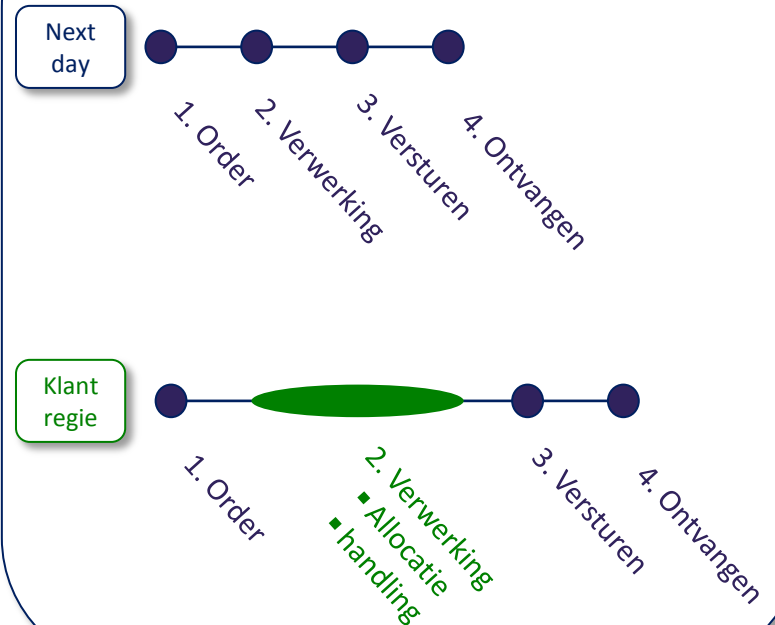 Next
day
1. Order
2. Verwerking
3. Versturen
4. Ontvangen
Klant
regie
1. Order
2. Verwerking
▪ Allocatie
▪ handling
3. Versturen
4. Ontvangen